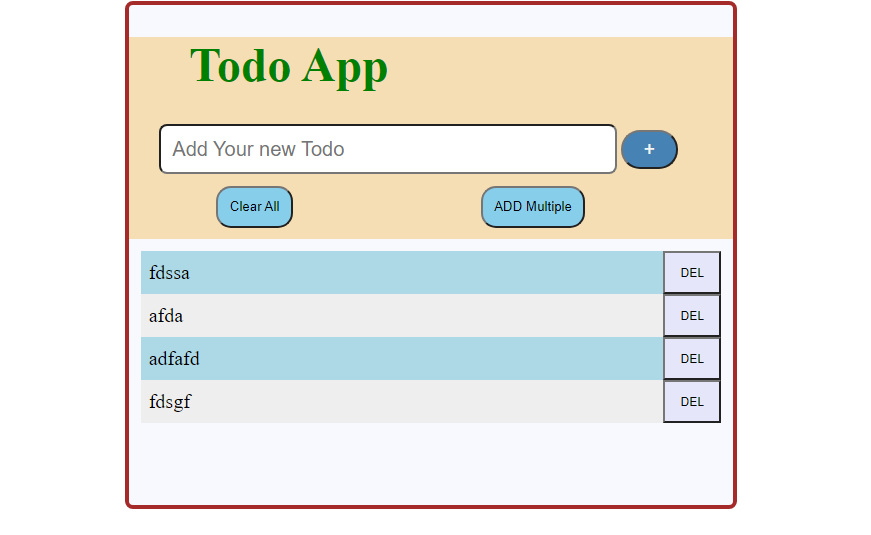 Todo App
Add Your new Todo +
Clear All ADD Multiple
fdssa DEL
afda DEL
adfafd DEL
fdsgf DEL